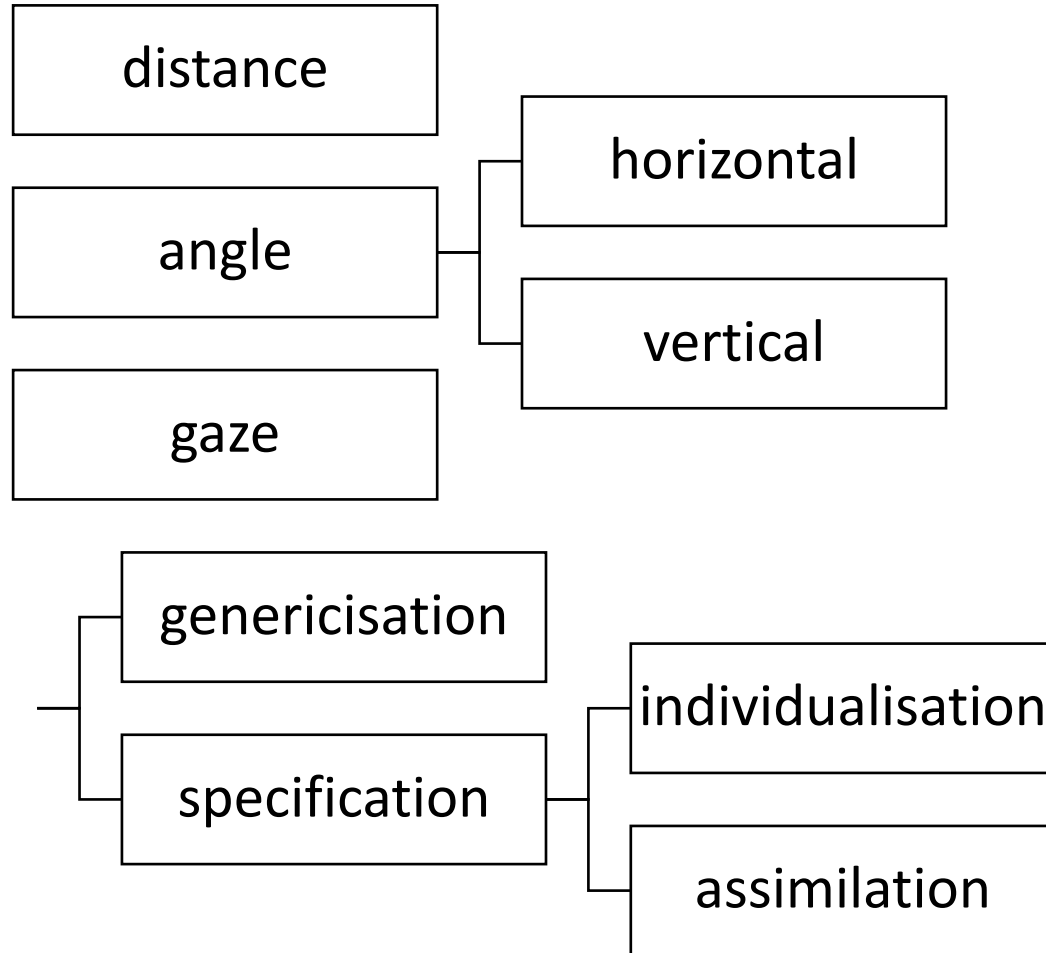 distance
horizontal
angle
vertical
gaze
genericisation
individualisation
specification
assimilation